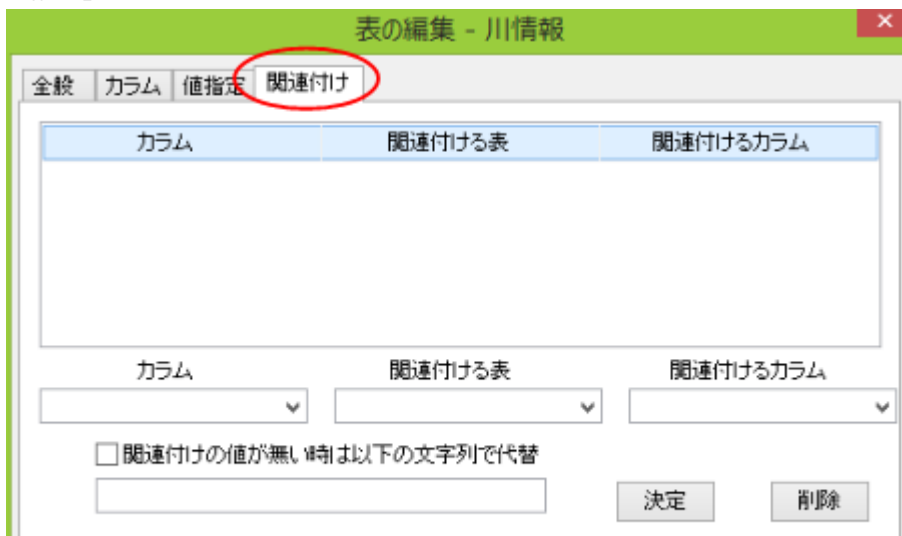 表の編集 - 川情報
全般 カラム 値指定 関連付け
カラム 関連付ける表 関連付けるカラム
カラム 関連付ける表 関連付けるカラム
関連付けの値が無い時は以下の文字列で代替
決定 削除